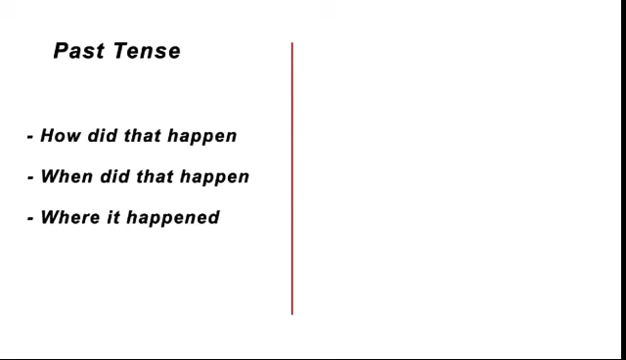 Past Tense
- How did that happen
- When did that happen
- Where it happened